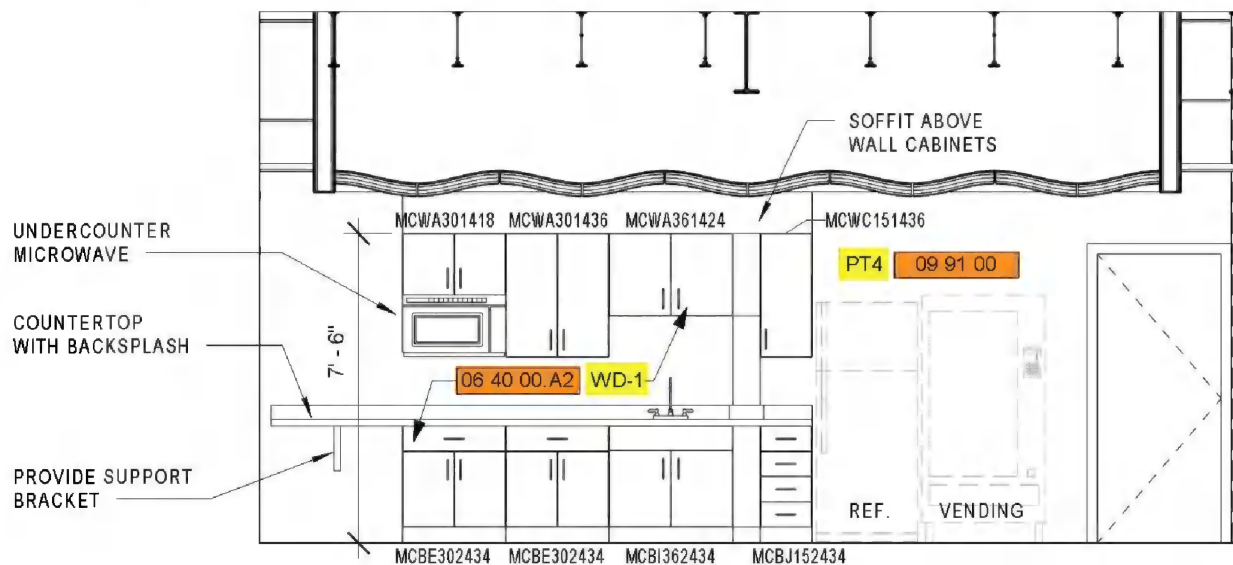 SOFFIT ABOVE
WALL CABINETS
MCWA301418
MCWA301436
MCWA361424
MCWC151436
UNDERCOUNTER
MICROWAVE
PT4
09 91 00
COUNTERTOP
WITH BACKSPLASH
7' - 6"
06 40 00.A2
WD-1
PROVIDE SUPPORT
BRACKET
REF.
VENDING
MCBE302434
MCBE302434
MCBI362434
MCBJ152434